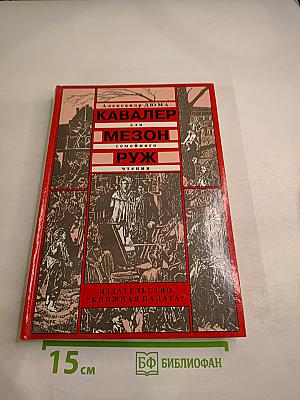 Александр ДЮМА
КАВАЛЕР
для
МЕЗОН
семейного
РУЖ
чтения
ИЗДАТЕЛЬСТВО
"КНИЖНАЯ ПАЛАТА"
15 см
БФ БИБЛИОФАН